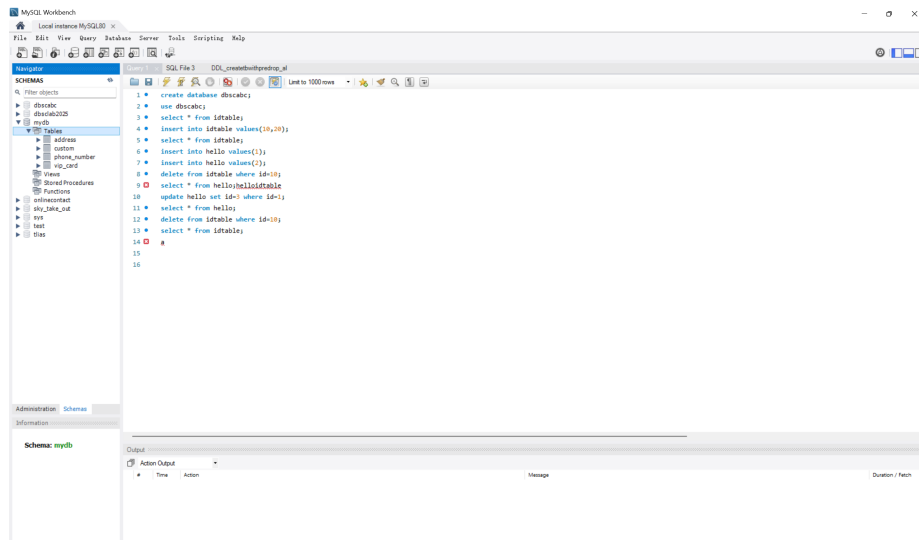 MySQL Workbench
Local instance MySQL80 ×
File Edit View Query Database Server Tools Scripting Help
Navigator
SCHEMAS
Filter objects
dbscabc
dbsclab2025
mydb
Tables
address
custom
phone_number
vip_card
Views
Stored Procedures
Functions
onlinecontact
sky_take_out
sys
test
tlias
Administration Schemas
Information
Schema: mydb
Query 1 × SQL File 3 DDL_createtbwithpredrop_al
Limit to 1000 rows
1 create database dbscabc;
2 use dbscabc;
3 select * from idtable;
4 insert into idtable values(10,20);
5 select * from idtable;
6 insert into hello values(1);
7 insert into hello values(2);
8 delete from idtable where id=10;
9 select * from hello;helloidtable
10 update hello set id=3 where id=1;
11 select * from hello;
12 delete from idtable where id=10;
13 select * from idtable;
14 a
15
16
Output
Action Output
# Time Action Message Duration / Fetch